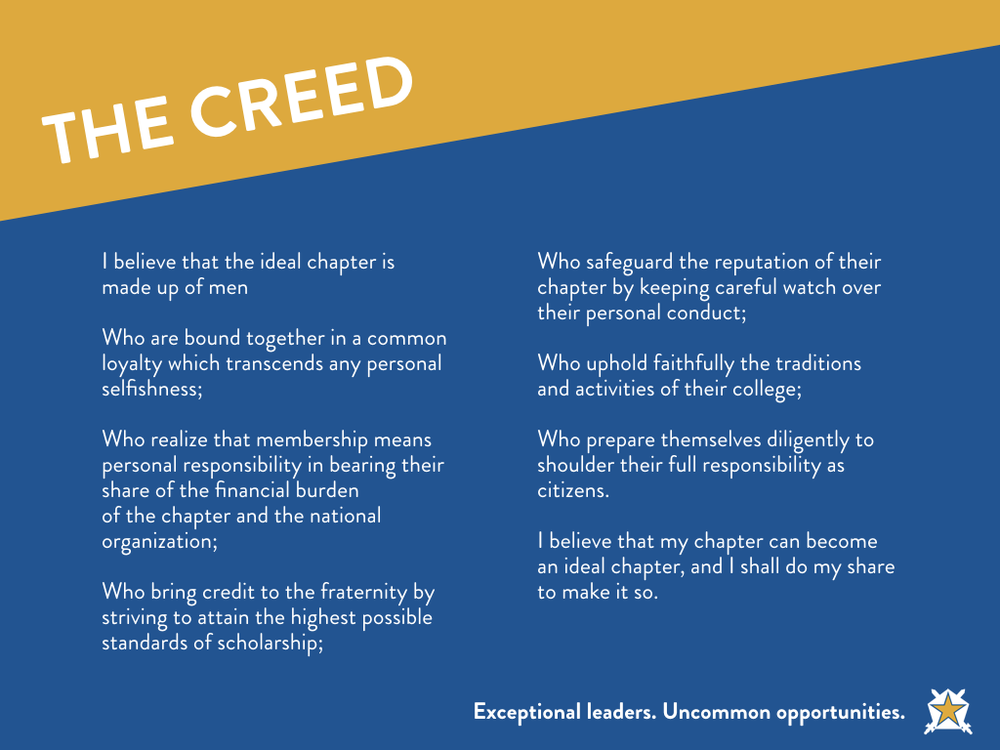 THE CREED
I believe that the ideal chapter is
made up of men
Who are bound together in a common
loyalty which transcends any personal
selfishness;
Who realize that membership means
personal responsibility in bearing their
share of the financial burden
of the chapter and the national
organization;
Who bring credit to the fraternity by
striving to attain the highest possible
standards of scholarship;
Who safeguard the reputation of their
chapter by keeping careful watch over
their personal conduct;
Who uphold faithfully the traditions
and activities of their college;
Who prepare themselves diligently to
shoulder their full responsibility as
citizens.
I believe that my chapter can become
an ideal chapter, and I shall do my share
to make it so.
Exceptional leaders. Uncommon opportunities.